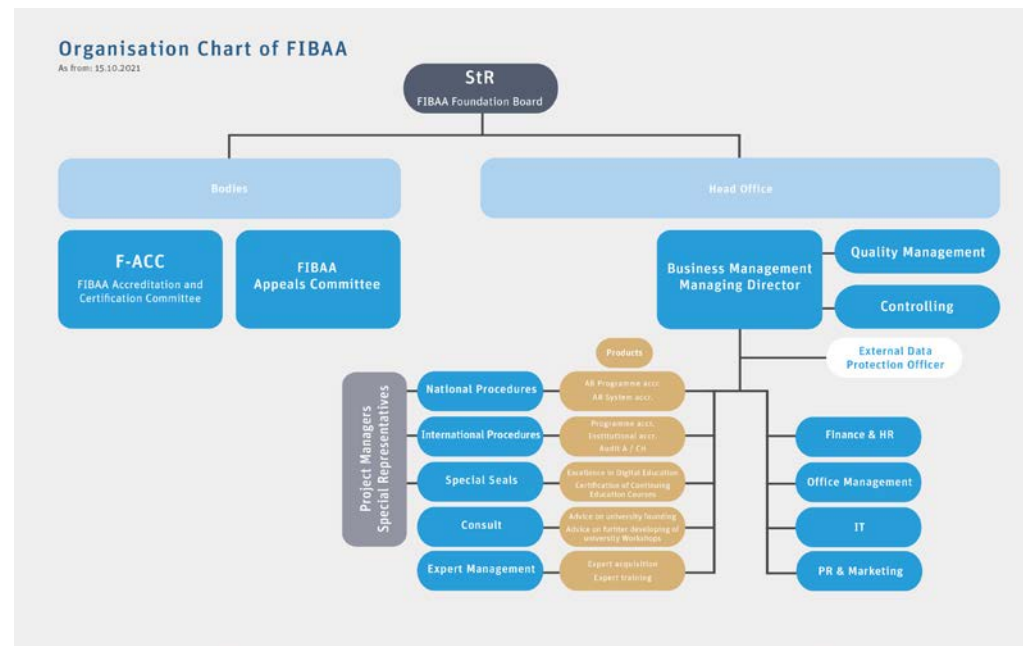 Organisation Chart of FIBAA
As from: 15.10.2021
StR
FIBAA Foundation Board
Bodies
Head Office
F-ACC
FIBAA Accreditation and
Certification Committee
FIBAA
Appeals Committee
Business Management
Managing Director
Quality Management
Controlling
External Data
Protection Officer
Products
Project Managers
Special Representatives
National Procedures
AR Programme accr.
AR System accr.
International Procedures
Programme accr.
Institutional accr.
Audit A / CH
Special Seals
Excellence in Digital Education
Certification of Continuing
Education Courses
Consult
Advice on university founding
Advice on further developing of
university Workshops
Expert Management
Expert acquisition
Expert training
Finance & HR
Office Management
IT
PR & Marketing